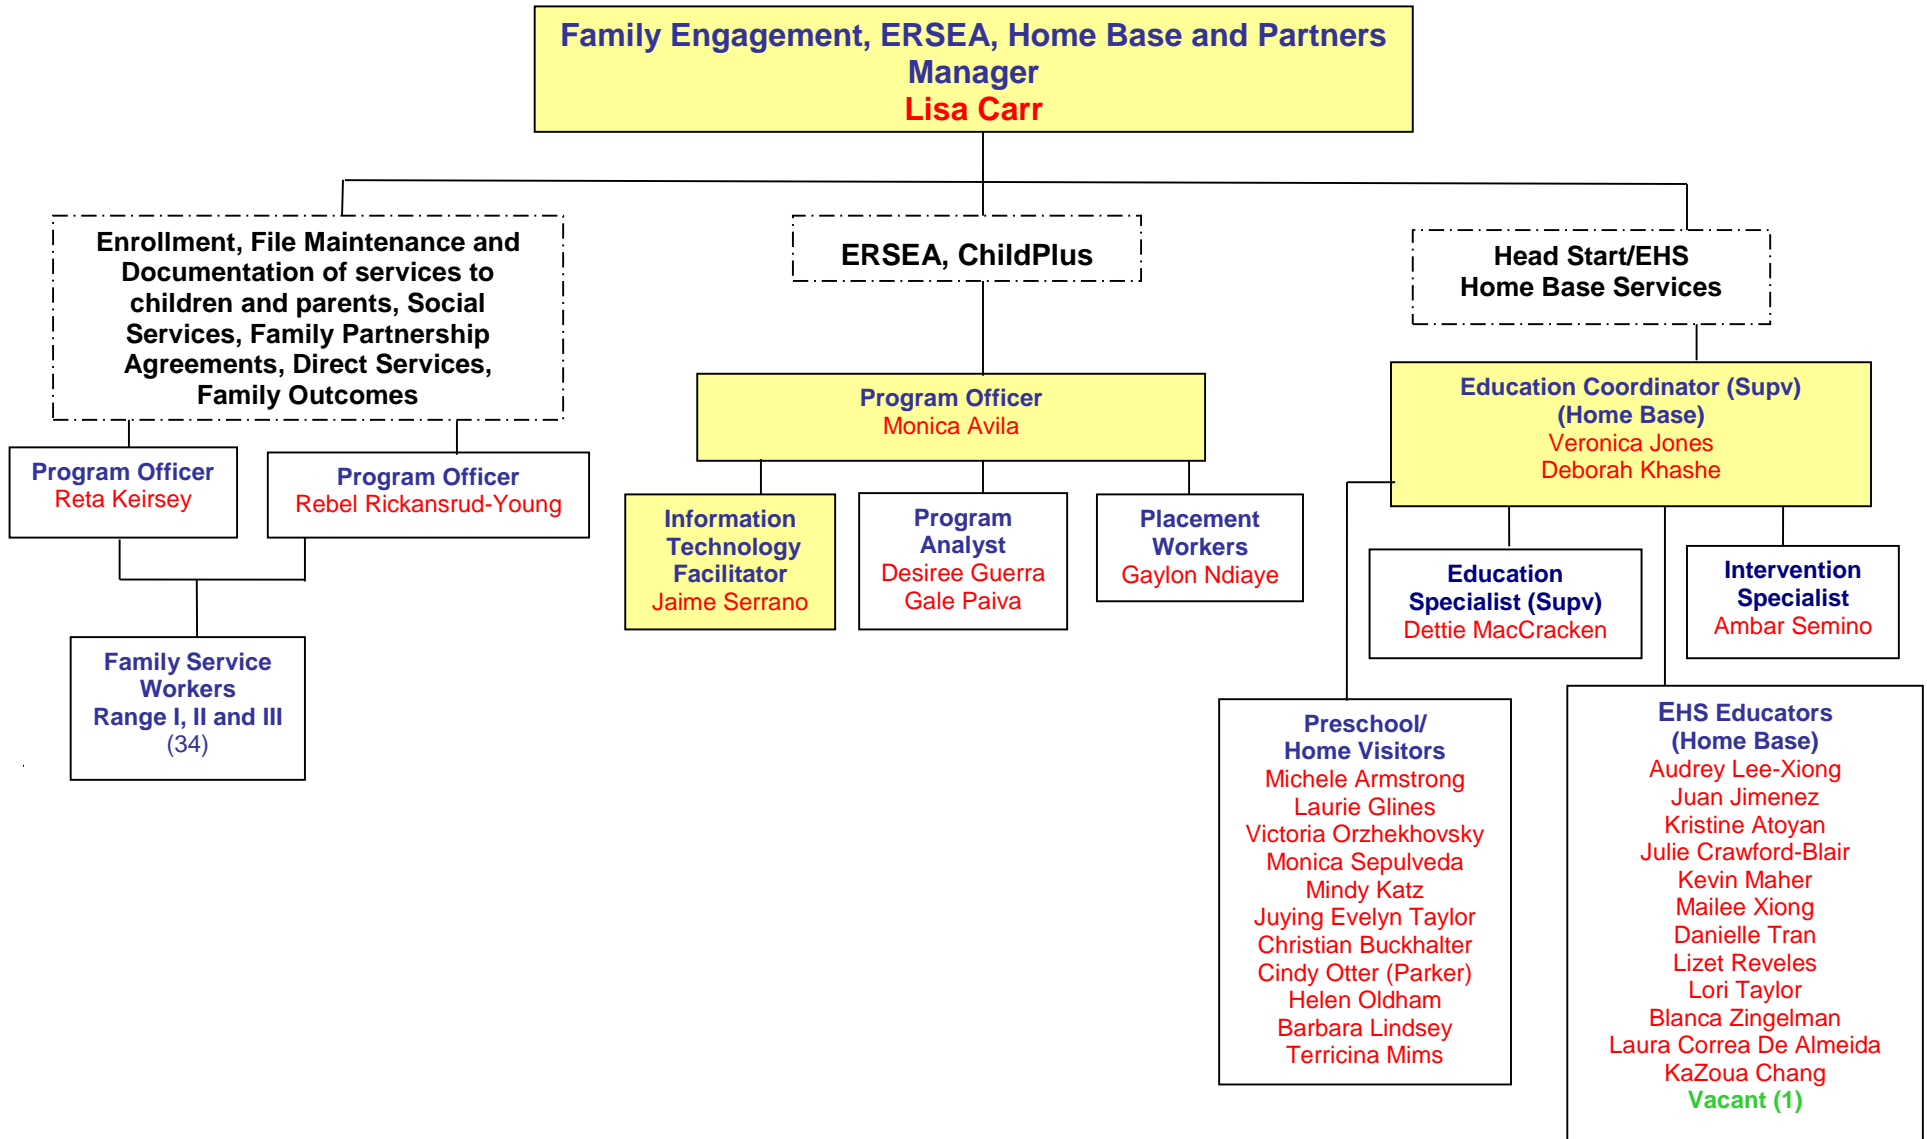 Family Engagement, ERSEA, Home Base and Partners
Manager
Lisa Carr
Enrollment, File Maintenance and
Documentation of services to
children and parents, Social
Services, Family Partnership
Agreements, Direct Services,
Family Outcomes
ERSEA, ChildPlus
Head Start/EHS
Home Base Services
Program Officer
Reta Keirsey
Program Officer
Rebel Rickansrud-Young
Family Service
Workers
Range I, II and III
(34)
Program Officer
Monica Avila
Information
Technology
Facilitator
Jaime Serrano
Program
Analyst
Desiree Guerra
Gale Paiva
Placement
Workers
Gaylon Ndiaye
Education Coordinator (Supv)
(Home Base)
Veronica Jones
Deborah Khashe
Education
Specialist (Supv)
Dettie MacCracken
Intervention
Specialist
Ambar Semino
Preschool/
Home Visitors
Michele Armstrong
Laurie Glines
Victoria Orzhekhovsky
Monica Sepulveda
Mindy Katz
Juying Evelyn Taylor
Christian Buckhalter
Cindy Otter (Parker)
Helen Oldham
Barbara Lindsey
Terricina Mims
EHS Educators
(Home Base)
Audrey Lee-Xiong
Juan Jimenez
Kristine Atoyan
Julie Crawford-Blair
Kevin Maher
Mailee Xiong
Danielle Tran
Lizet Reveles
Lori Taylor
Blanca Zingelman
Laura Correa De Almeida
KaZoua Chang
Vacant (1)